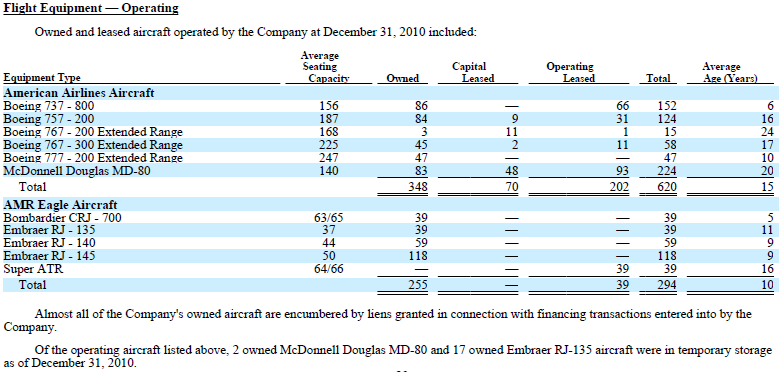 Flight Equipment — Operating
Owned and leased aircraft operated by the Company at December 31, 2010 included:
Equipment Type Average Seating Capacity Owned Capital Leased Operating Leased Total Average Age (Years)
American Airlines Aircraft
Boeing 737 - 800 156 86 — 66 152 6
Boeing 757 - 200 187 84 9 31 124 16
Boeing 767 - 200 Extended Range 168 3 11 1 15 24
Boeing 767 - 300 Extended Range 225 45 2 11 58 17
Boeing 777 - 200 Extended Range 247 47 — — 47 10
McDonnell Douglas MD-80 140 83 48 93 224 20
Total 348 70 202 620 15
AMR Eagle Aircraft
Bombardier CRJ - 700 63/65 39 — — 39 5
Embraer RJ - 135 37 39 — — 39 11
Embraer RJ - 140 44 59 — — 59 9
Embraer RJ - 145 50 118 — — 118 9
Super ATR 64/66 — — 39 39 16
Total 255 — 39 294 10
Almost all of the Company's owned aircraft are encumbered by liens granted in connection with financing transactions entered into by the
Company.
Of the operating aircraft listed above, 2 owned McDonnell Douglas MD-80 and 17 owned Embraer RJ-135 aircraft were in temporary storage
as of December 31, 2010.